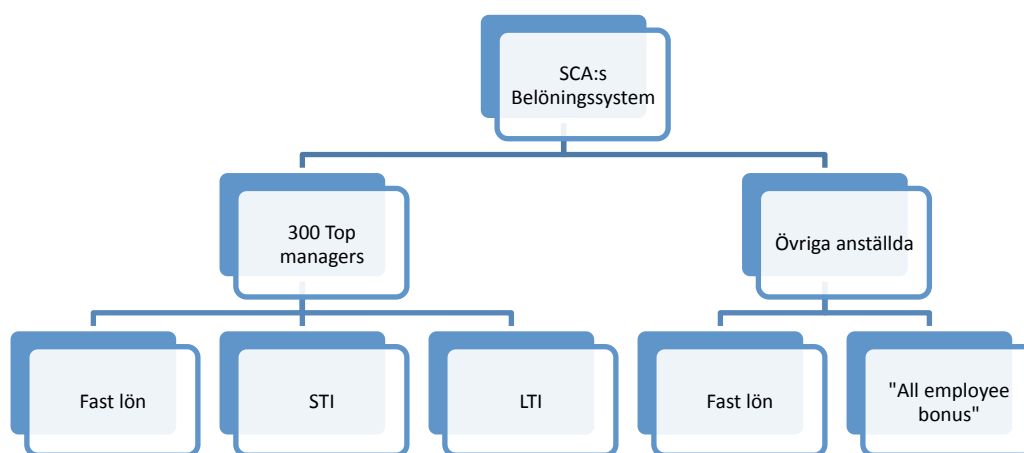 SCA:s
Belöningssystem
300 Top
managers
Övriga anställda
Fast lön
STI
LTI
Fast lön
"All employee
bonus"